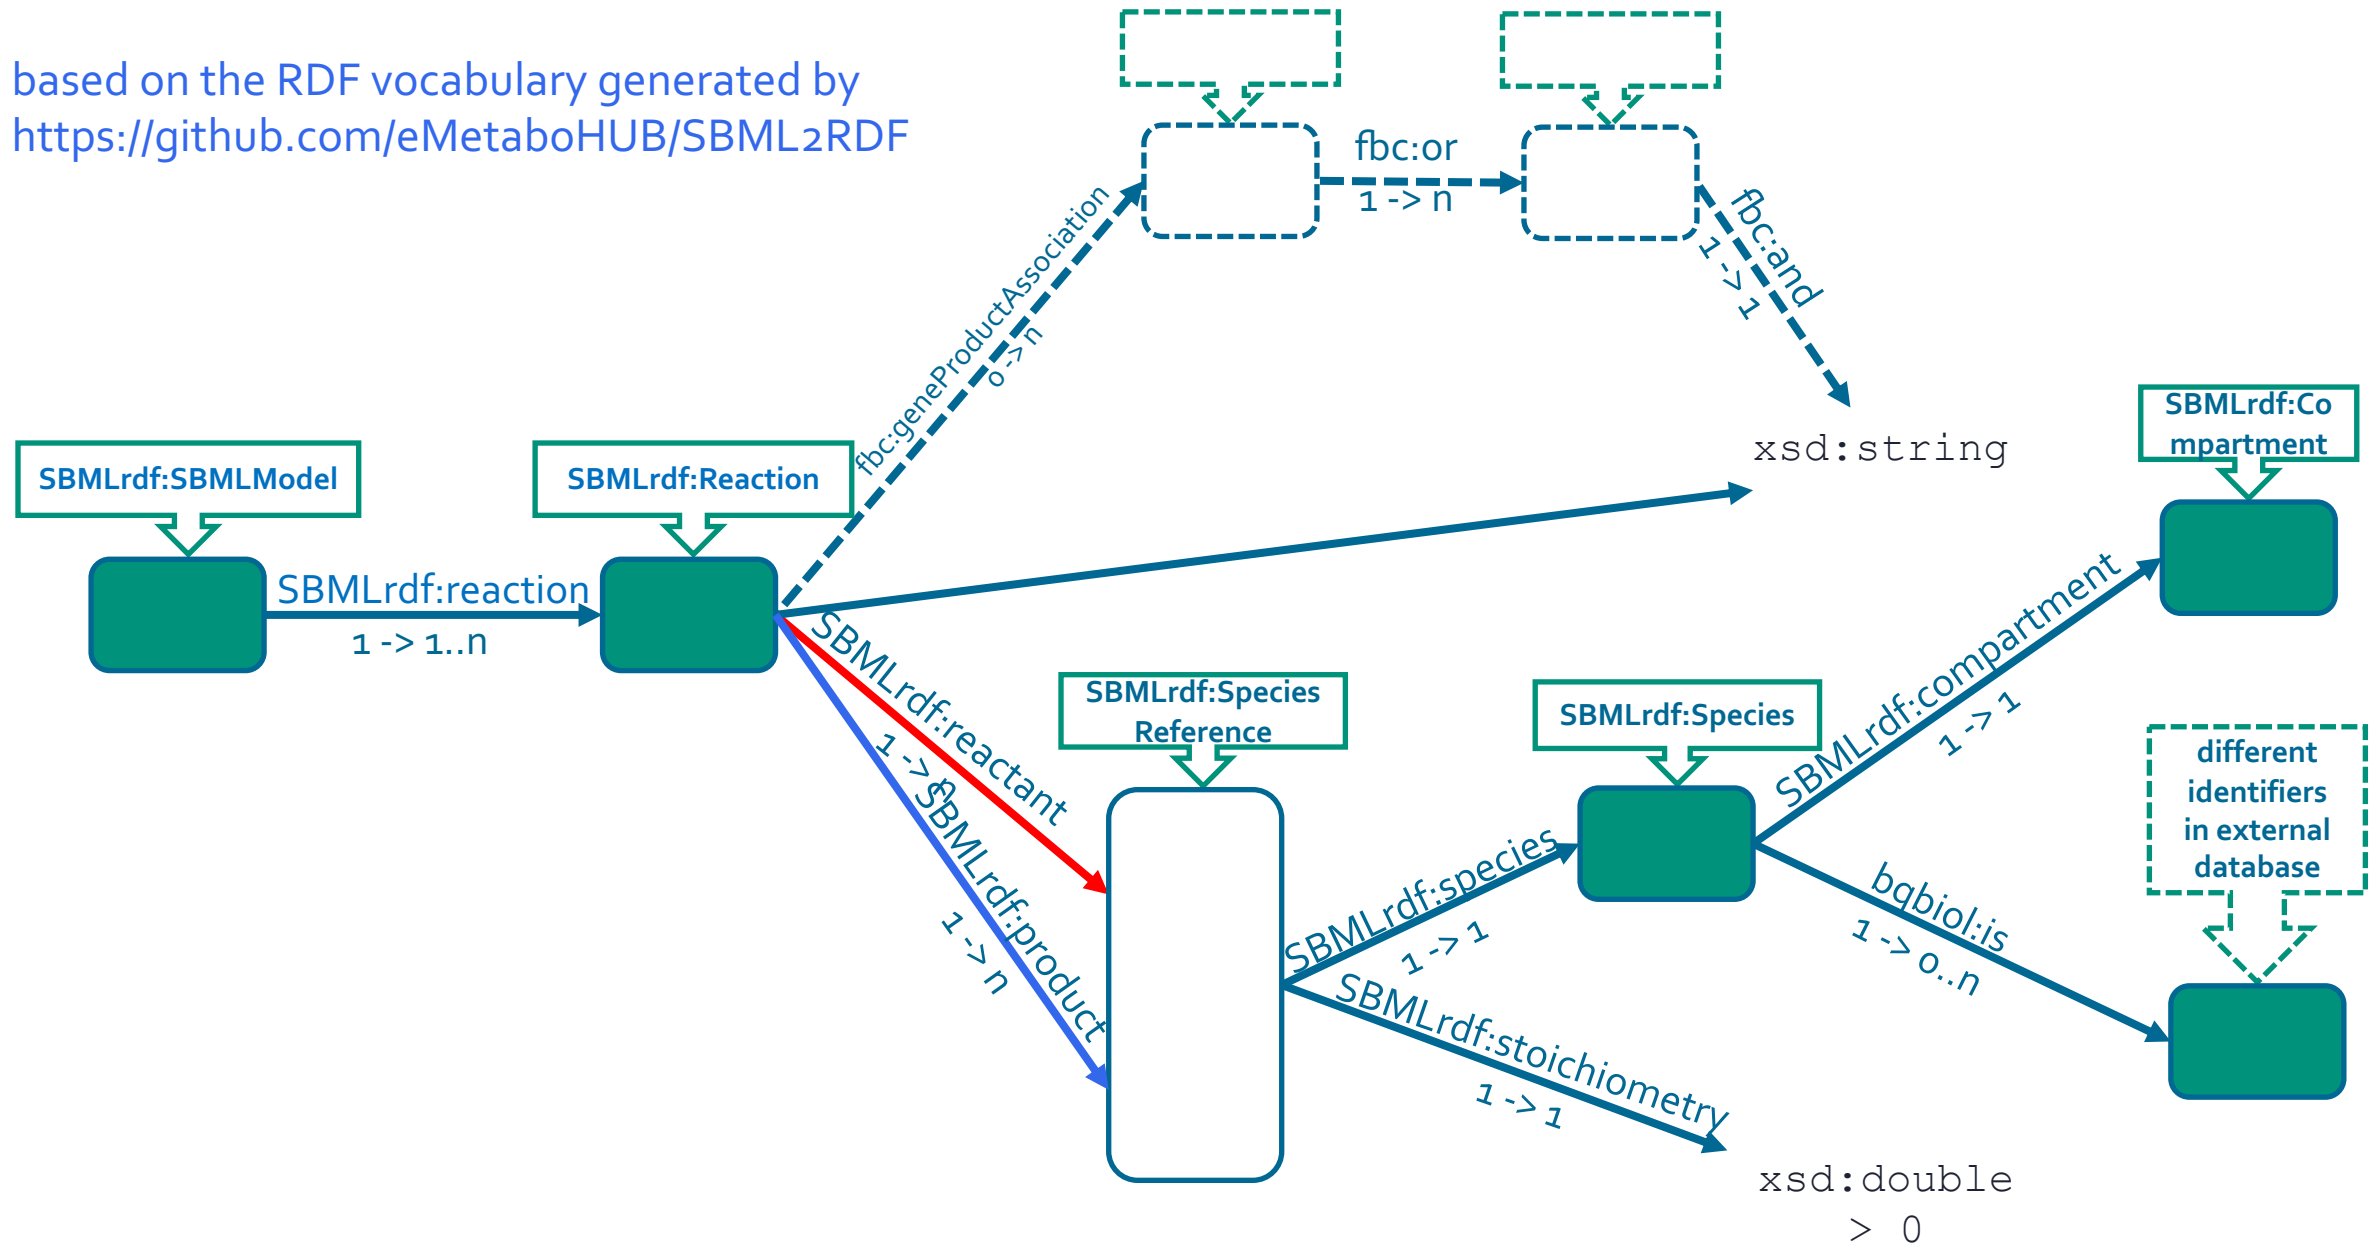 based on the RDF vocabulary generated by
https://github.com/eMetaboHUB/SBML2RDF
fbc:or
1 -> n
fbc:and
1 -> 1
fbc:geneProductAssociation
0 -> n
xsd:string
SBMLrdf:Co
mpartment
SBMLrdf:SBMLModel
SBMLrdf:Reaction
SBMLrdf:reaction
1 -> 1..n
SBMLrdf:reactant
1 -> n
SBMLrdf:product
1 -> n
SBMLrdf:Species
Reference
SBMLrdf:Species
SBMLrdf:compartment
1 -> 1
different
identifiers
in external
database
SBMLrdf:species
1 -> 1
bqbiol:is
1 -> 0..n
SBMLrdf:stoichiometry
1 -> 1
xsd:double
> 0